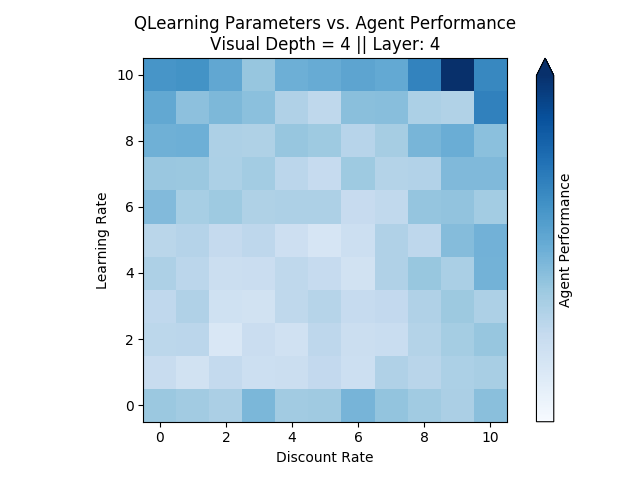 QLearning Parameters vs. Agent Performance
Visual Depth = 4 || Layer: 4
10
8
6
4
2
0
Learning Rate
0 2 4 6 8 10
Discount Rate
Agent Performance